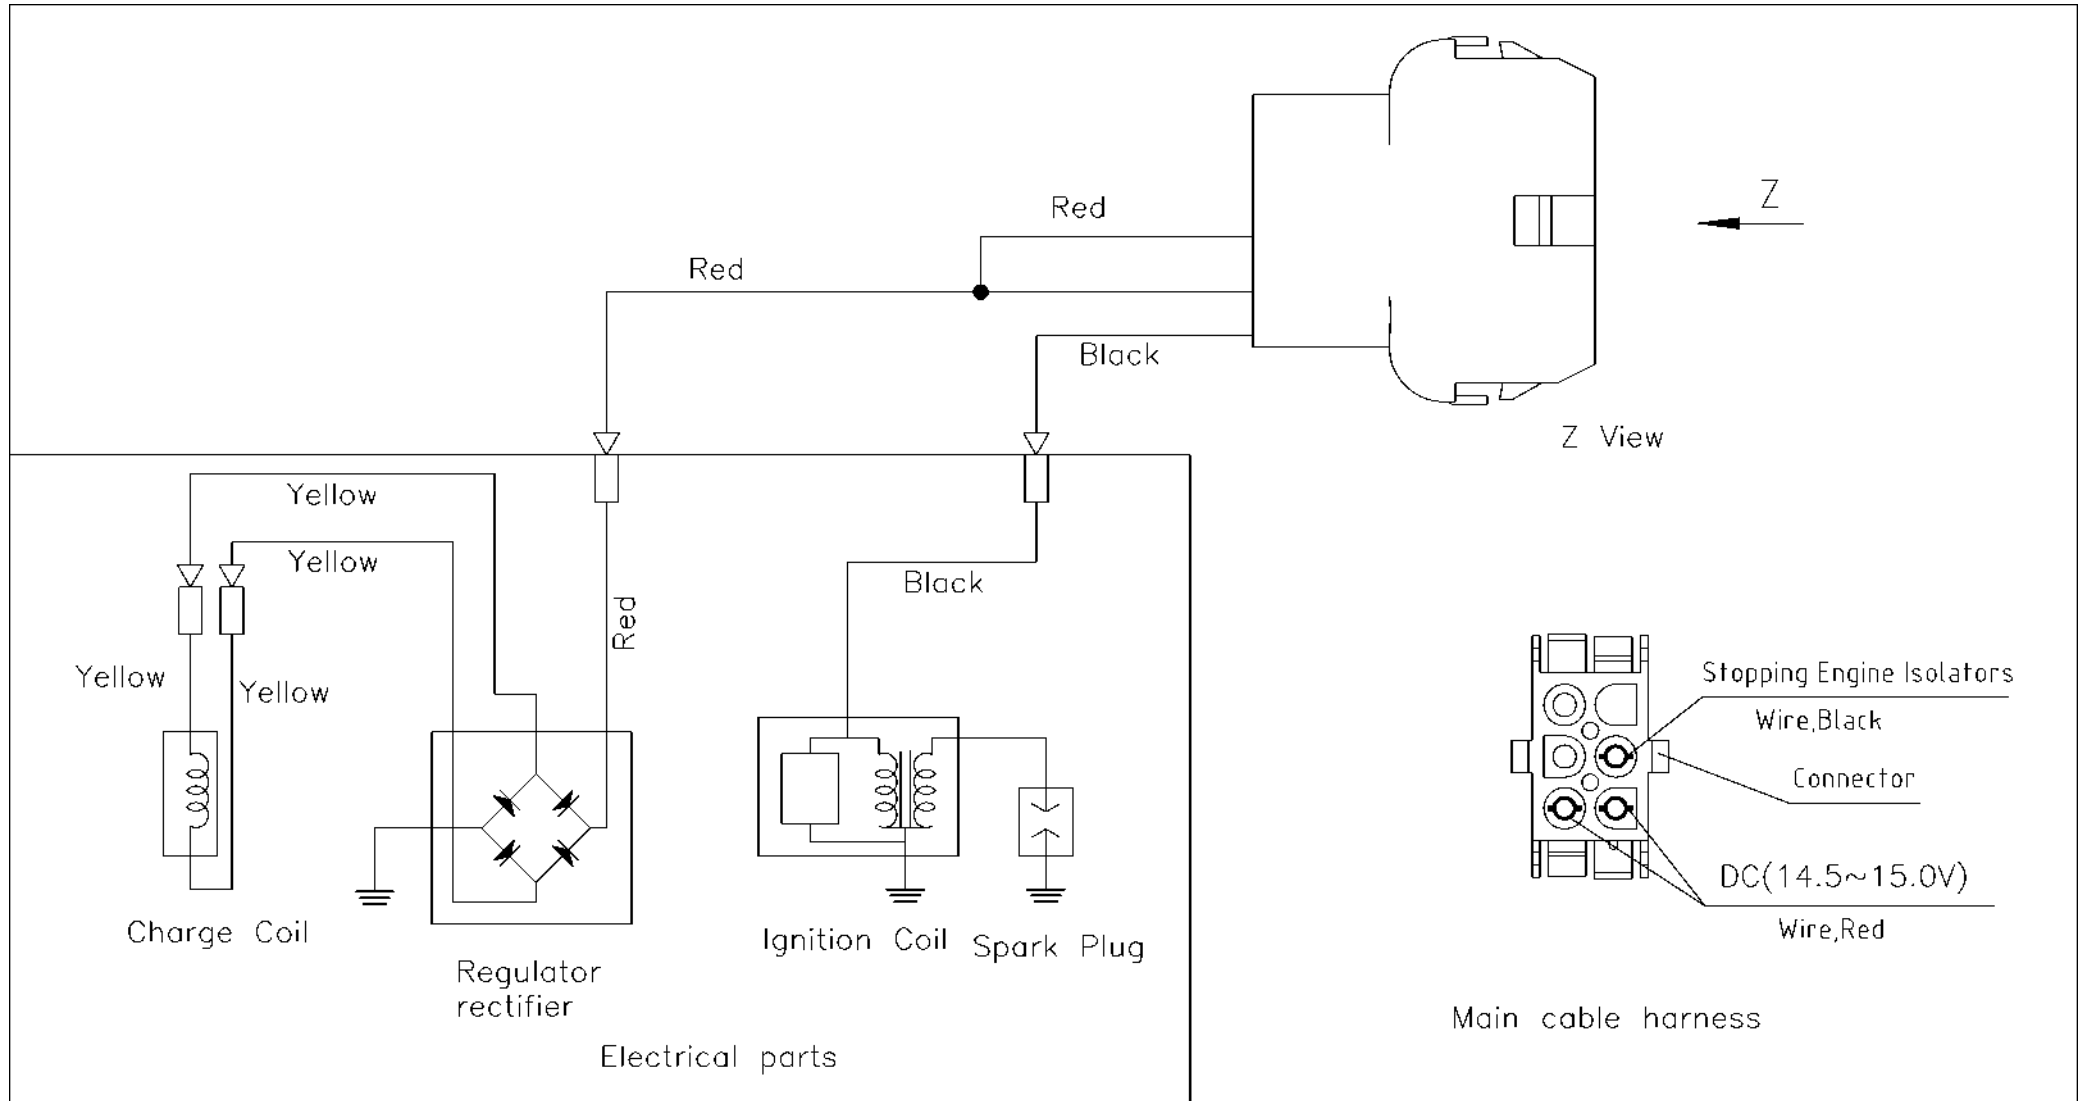 Z
Red
Red
Black
Z View
Yellow
Yellow
Black
Red
Yellow
Yellow
Stopping Engine Isolators
Wire,Black
Connector
DC(14.5~15.0V)
Wire,Red
Charge Coil
Ignition Coil
Spark Plug
Regulator
rectifier
Main cable harness
Electrical parts